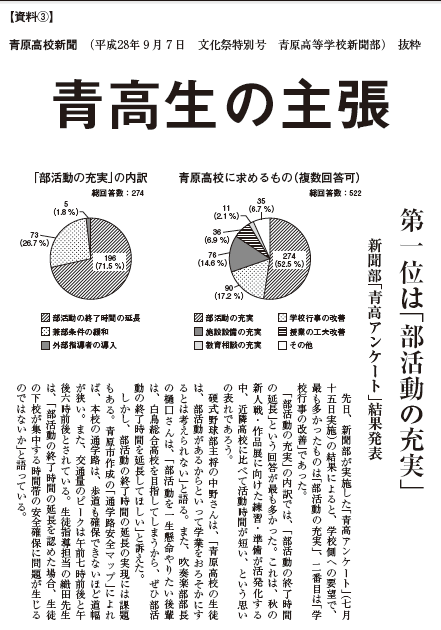 【資料③】
青原高校新聞　（平成28年９月７日　文化祭特別号　青原高等学校新聞部）　抜粋
青高生の主張
第一位は「部活動の充実」
新聞部「青高アンケート」結果発表
青原高校に求めるもの（複数回答可）
総回答数：522
274
(52.5 %)
90
(17.2 %)
76
(14.6 %)
36
(6.9 %)
11
(2.1 %)
35
(6.7 %)
部活動の充実
学校行事の改善
施設設備の充実
授業の工夫改善
教育相談の充実
その他
「部活動の充実」の内訳
総回答数：274
196
(71.5 %)
73
(26.7 %)
5
(1.8 %)
部活動の終了時間の延長
兼部条件の緩和
外部指導者の導入
先日、新聞部が実施した「青高アンケート」（七月
十五日実施）の結果によると、学校側への要望で、
最も多かったものは「部活動の充実」、二番目は「学
校行事の改善」であった。
「部活動の充実」の内訳では、「部活動の終了時間
の延長」という回答が最も多かった。これは、秋の
新人戦・作品展に向けた練習・準備が活発化する
中、近隣高校に比べて活動時間が短い、という思い
の表れであろう。
硬式野球部主将の中野さんは、「青原高校の生徒
は、部活動があるからといって学業をおろそかにす
るとは考えられない」と語る。また、吹奏楽部部長
の樋口さんは、「部活動を一生懸命やりたい後輩
は、白鳥総合高校を目指してしまうから、ぜひ部活
動の終了時間を延長してほしい」と訴えた。
しかし、部活動の終了時間の延長の実現には課題
もある。青原市作成の「通学路安全マップ」によれ
ば、本校の通学路は、歩道も確保できないほど道幅
が狭い。また、交通量のピークは午前七時前後と午
後六時前後とされている。生徒指導担当の織田先生
は、「部活動の終了時間の延長を認めた場合、生徒
の下校が集中する時間帯の安全確保に問題が生じる
のではないか」と語っている。